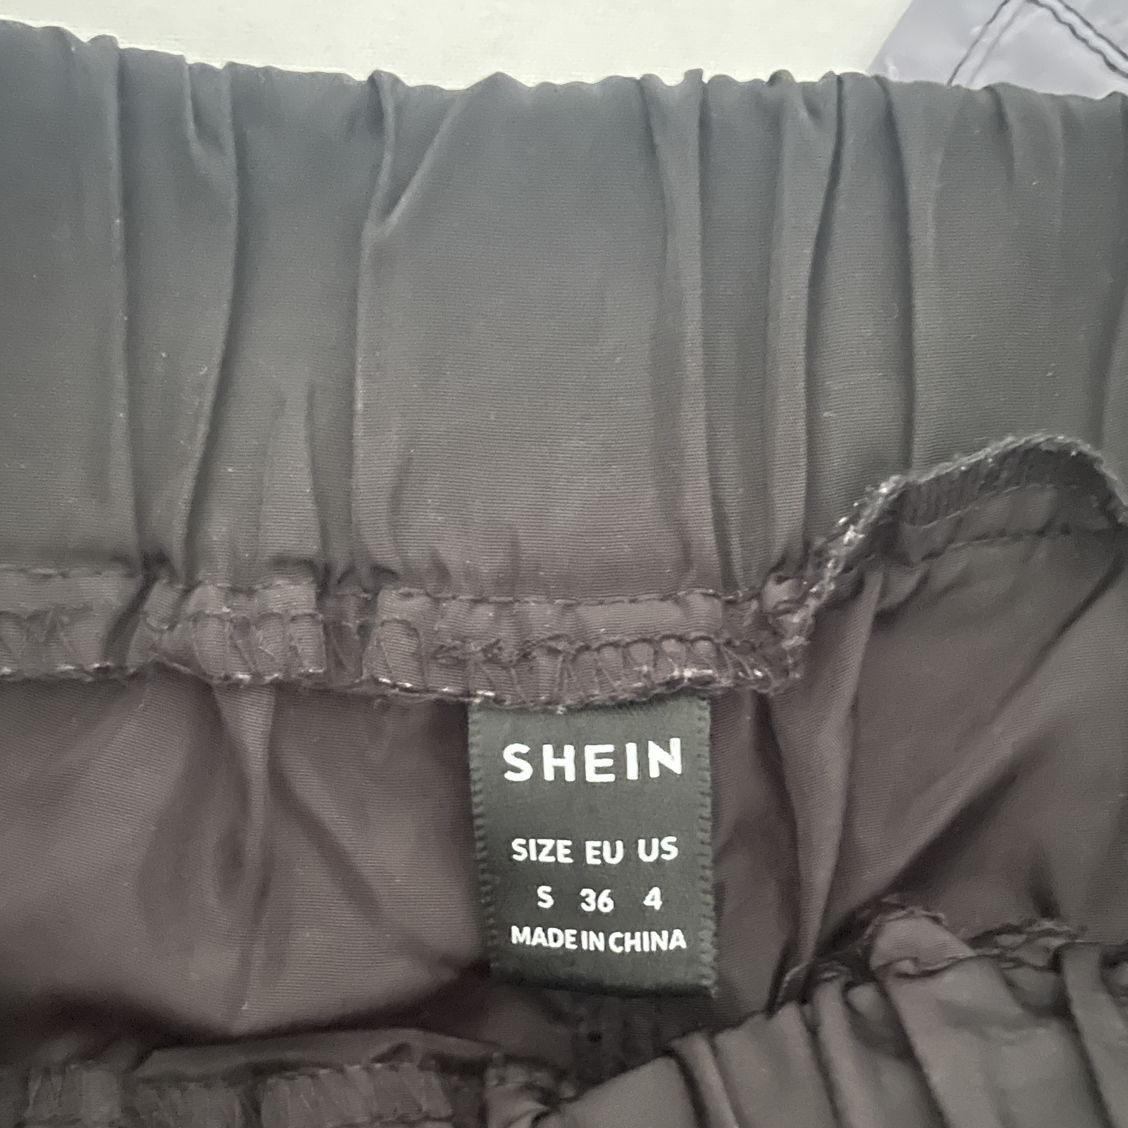 SHEIN
SIZE EU US
S 36 4
MADE IN CHINA